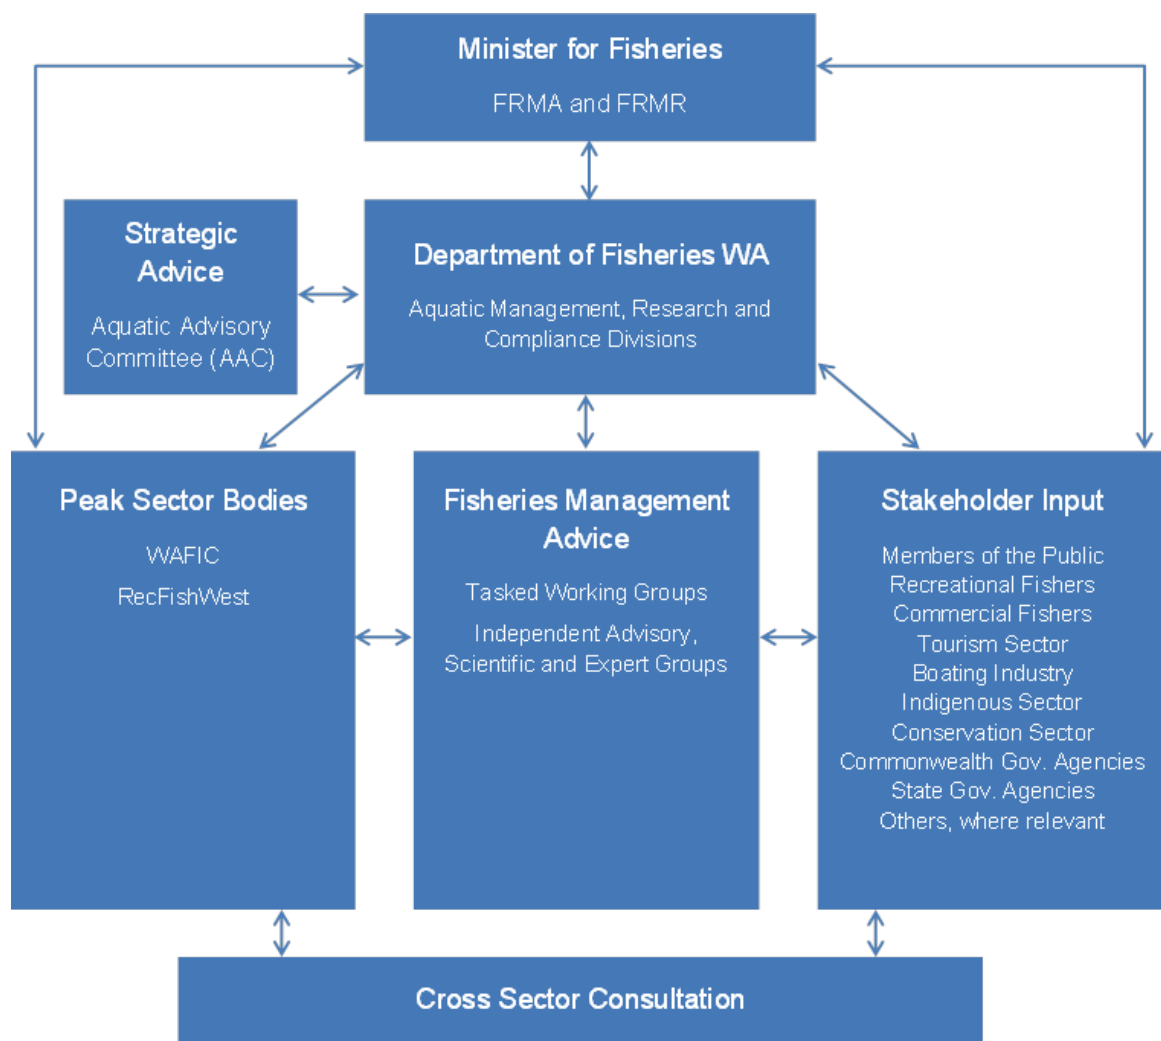 Minister for Fisheries
FRMA and FRMR
Strategic
Advice
Aquatic Advisory
Committee (AAC)
Department of Fisheries WA
Aquatic Management, Research and
Compliance Divisions
Peak Sector Bodies
WAFIC
RecFishWest
Fisheries Management
Advice
Tasked Working Groups
Independent Advisory,
Scientific and Expert Groups
Stakeholder Input
Members of the Public
Recreational Fishers
Commercial Fishers
Tourism Sector
Boating Industry
Indigenous Sector
Conservation Sector
Commonwealth Gov. Agencies
State Gov. Agencies
Others, where relevant
Cross Sector Consultation